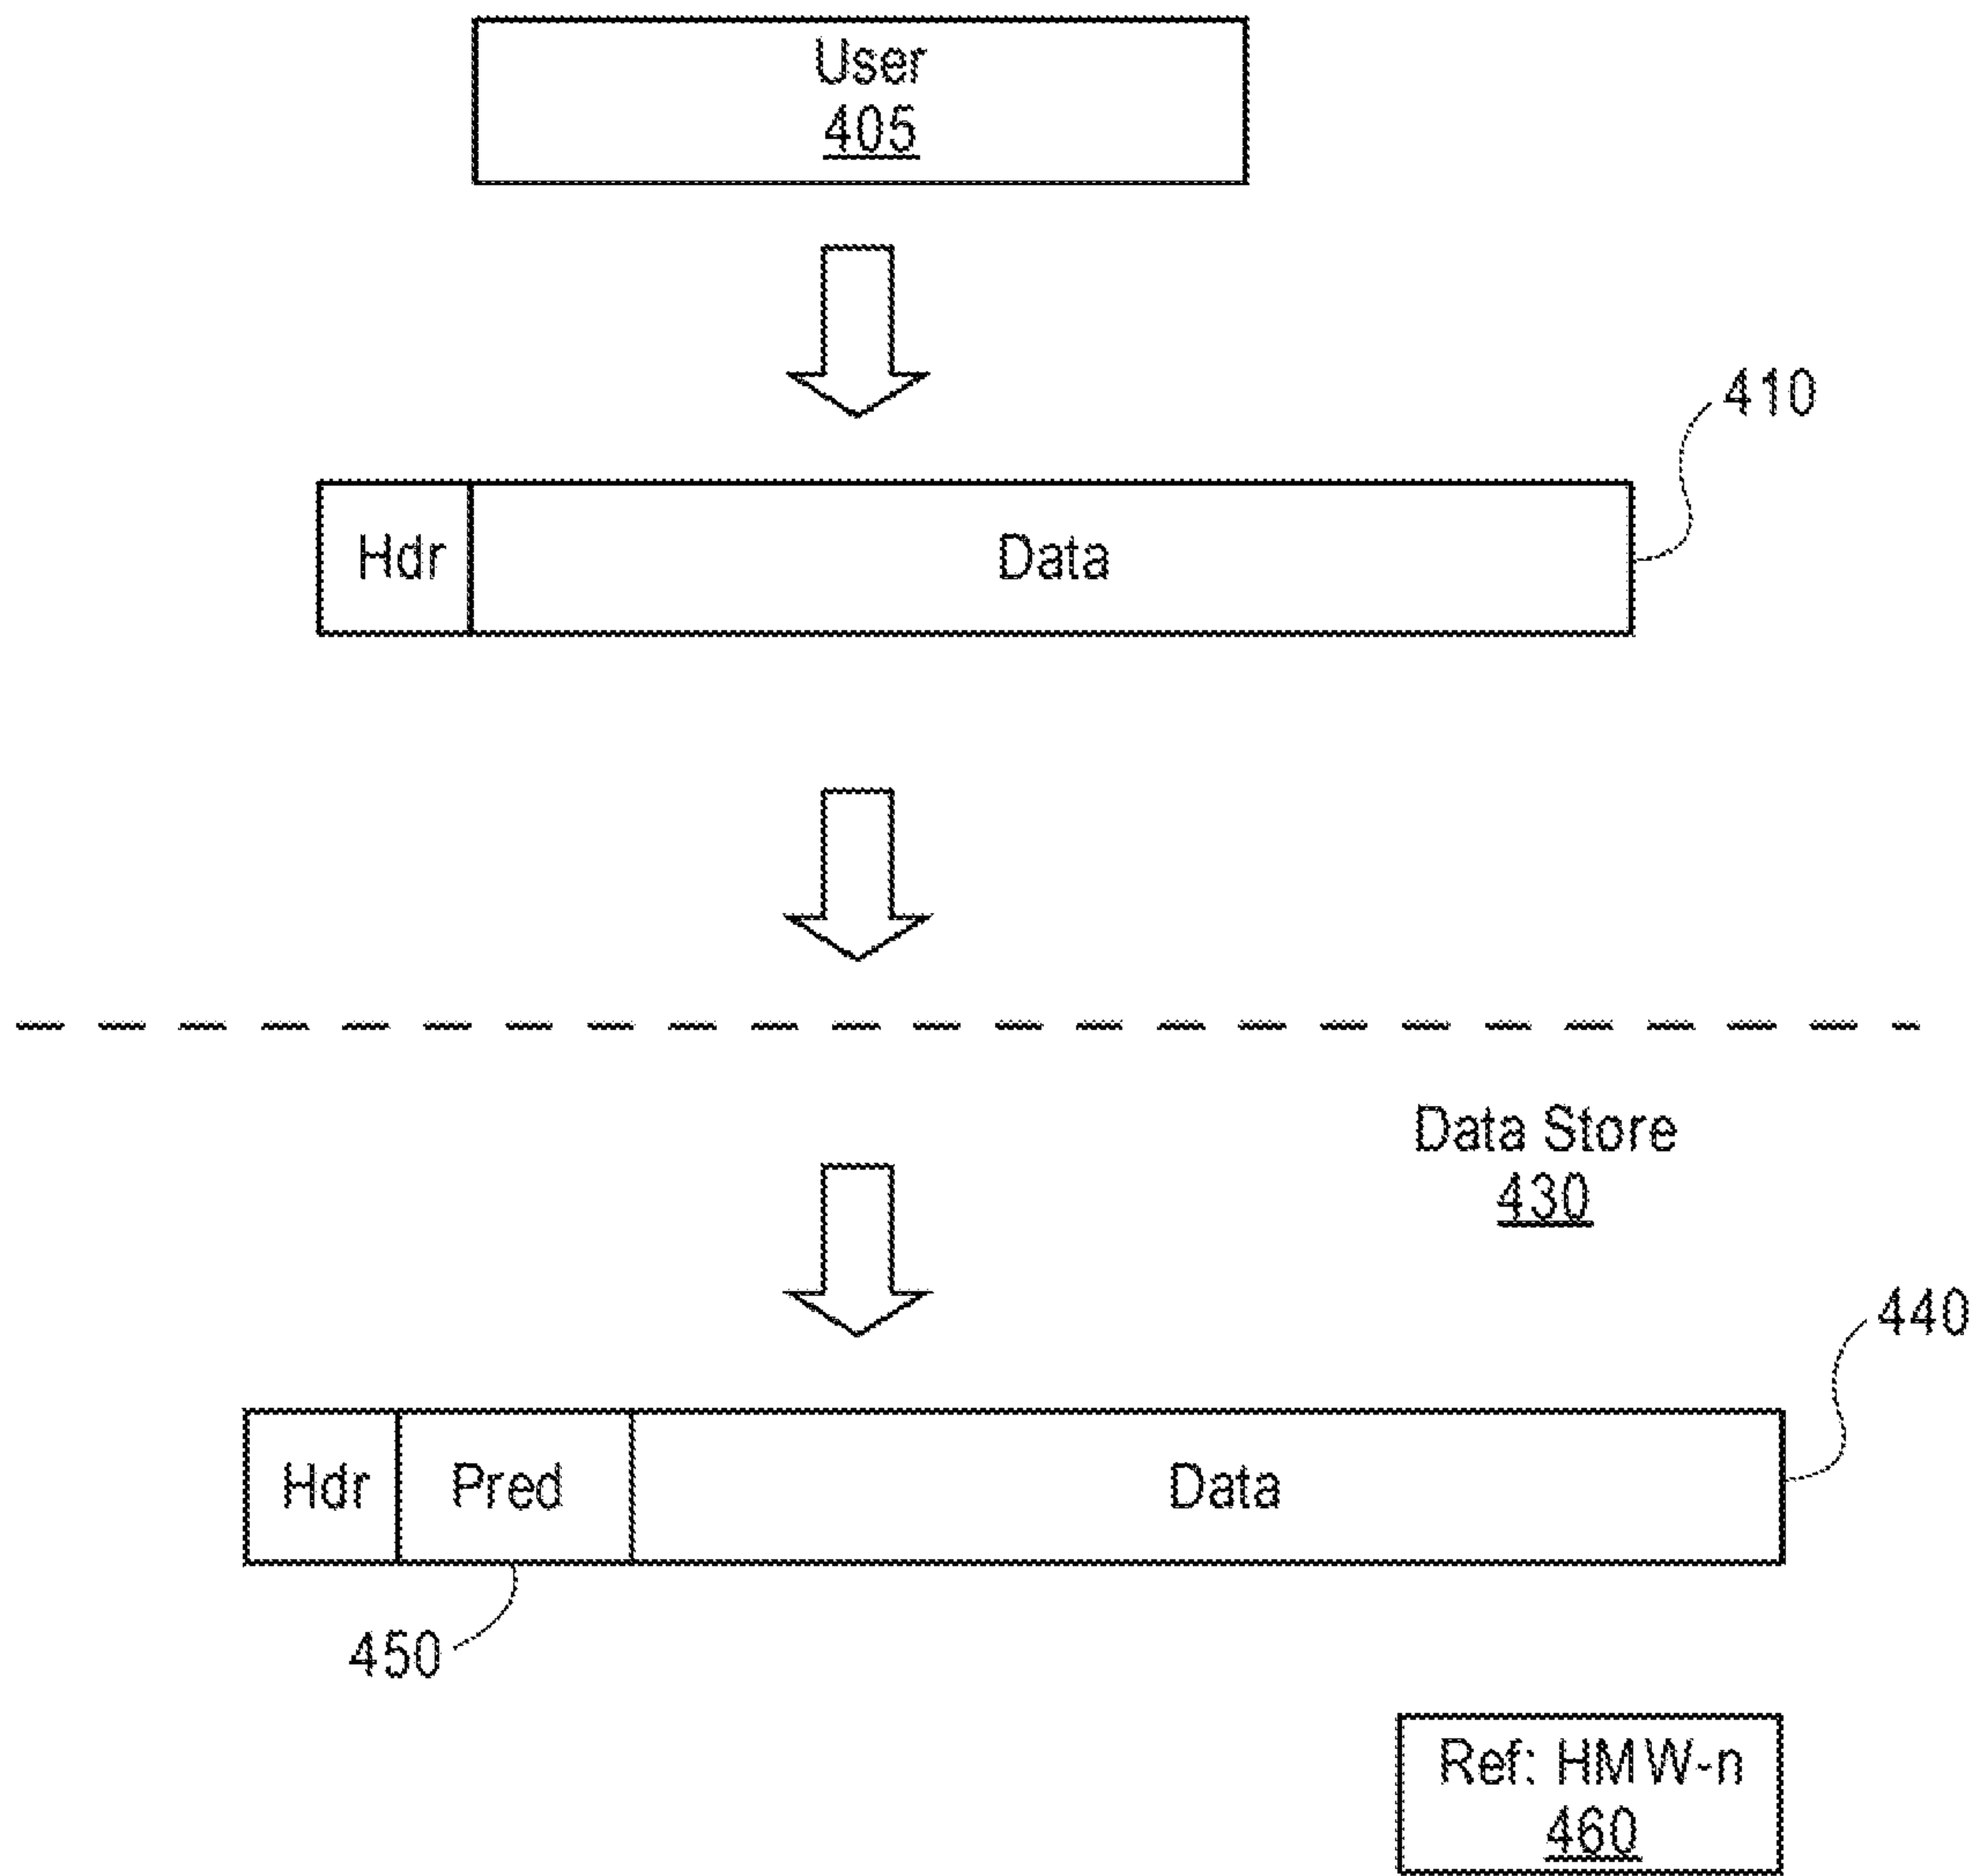 User
405
410
Hdr Data
Data Store
430
440
Hdr Pred Data
450
Ref: HMW-n
460